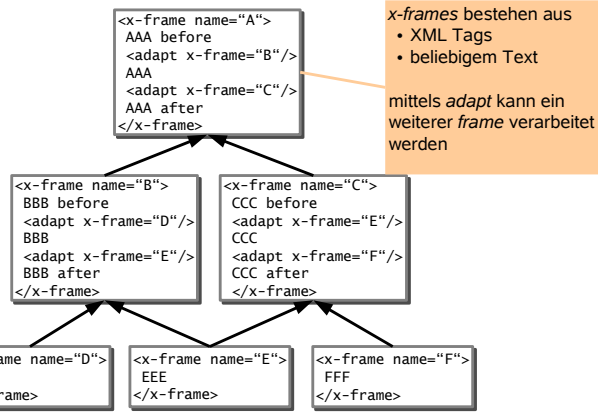 <x-frame name=“A”>
AAA before
<adapt x-frame=“B”/>
AAA
<adapt x-frame=“C”/>
AAA after
</x-frame>
x-frames bestehen aus
• XML Tags
• beliebigem Text
mittels adapt kann ein
weiterer frame verarbeitet
werden
<x-frame name=“B”>
BBB before
<adapt x-frame=“D”/>
BBB
<adapt x-frame=“E”/>
BBB after
</x-frame>
<x-frame name=“C”>
CCC before
<adapt x-frame=“E”/>
CCC
<adapt x-frame=“F”/>
CCC after
</x-frame>
ame name=“D”>
rame>
<x-frame name=“E”>
EEE
</x-frame>
<x-frame name=“F”>
FFF
</x-frame>